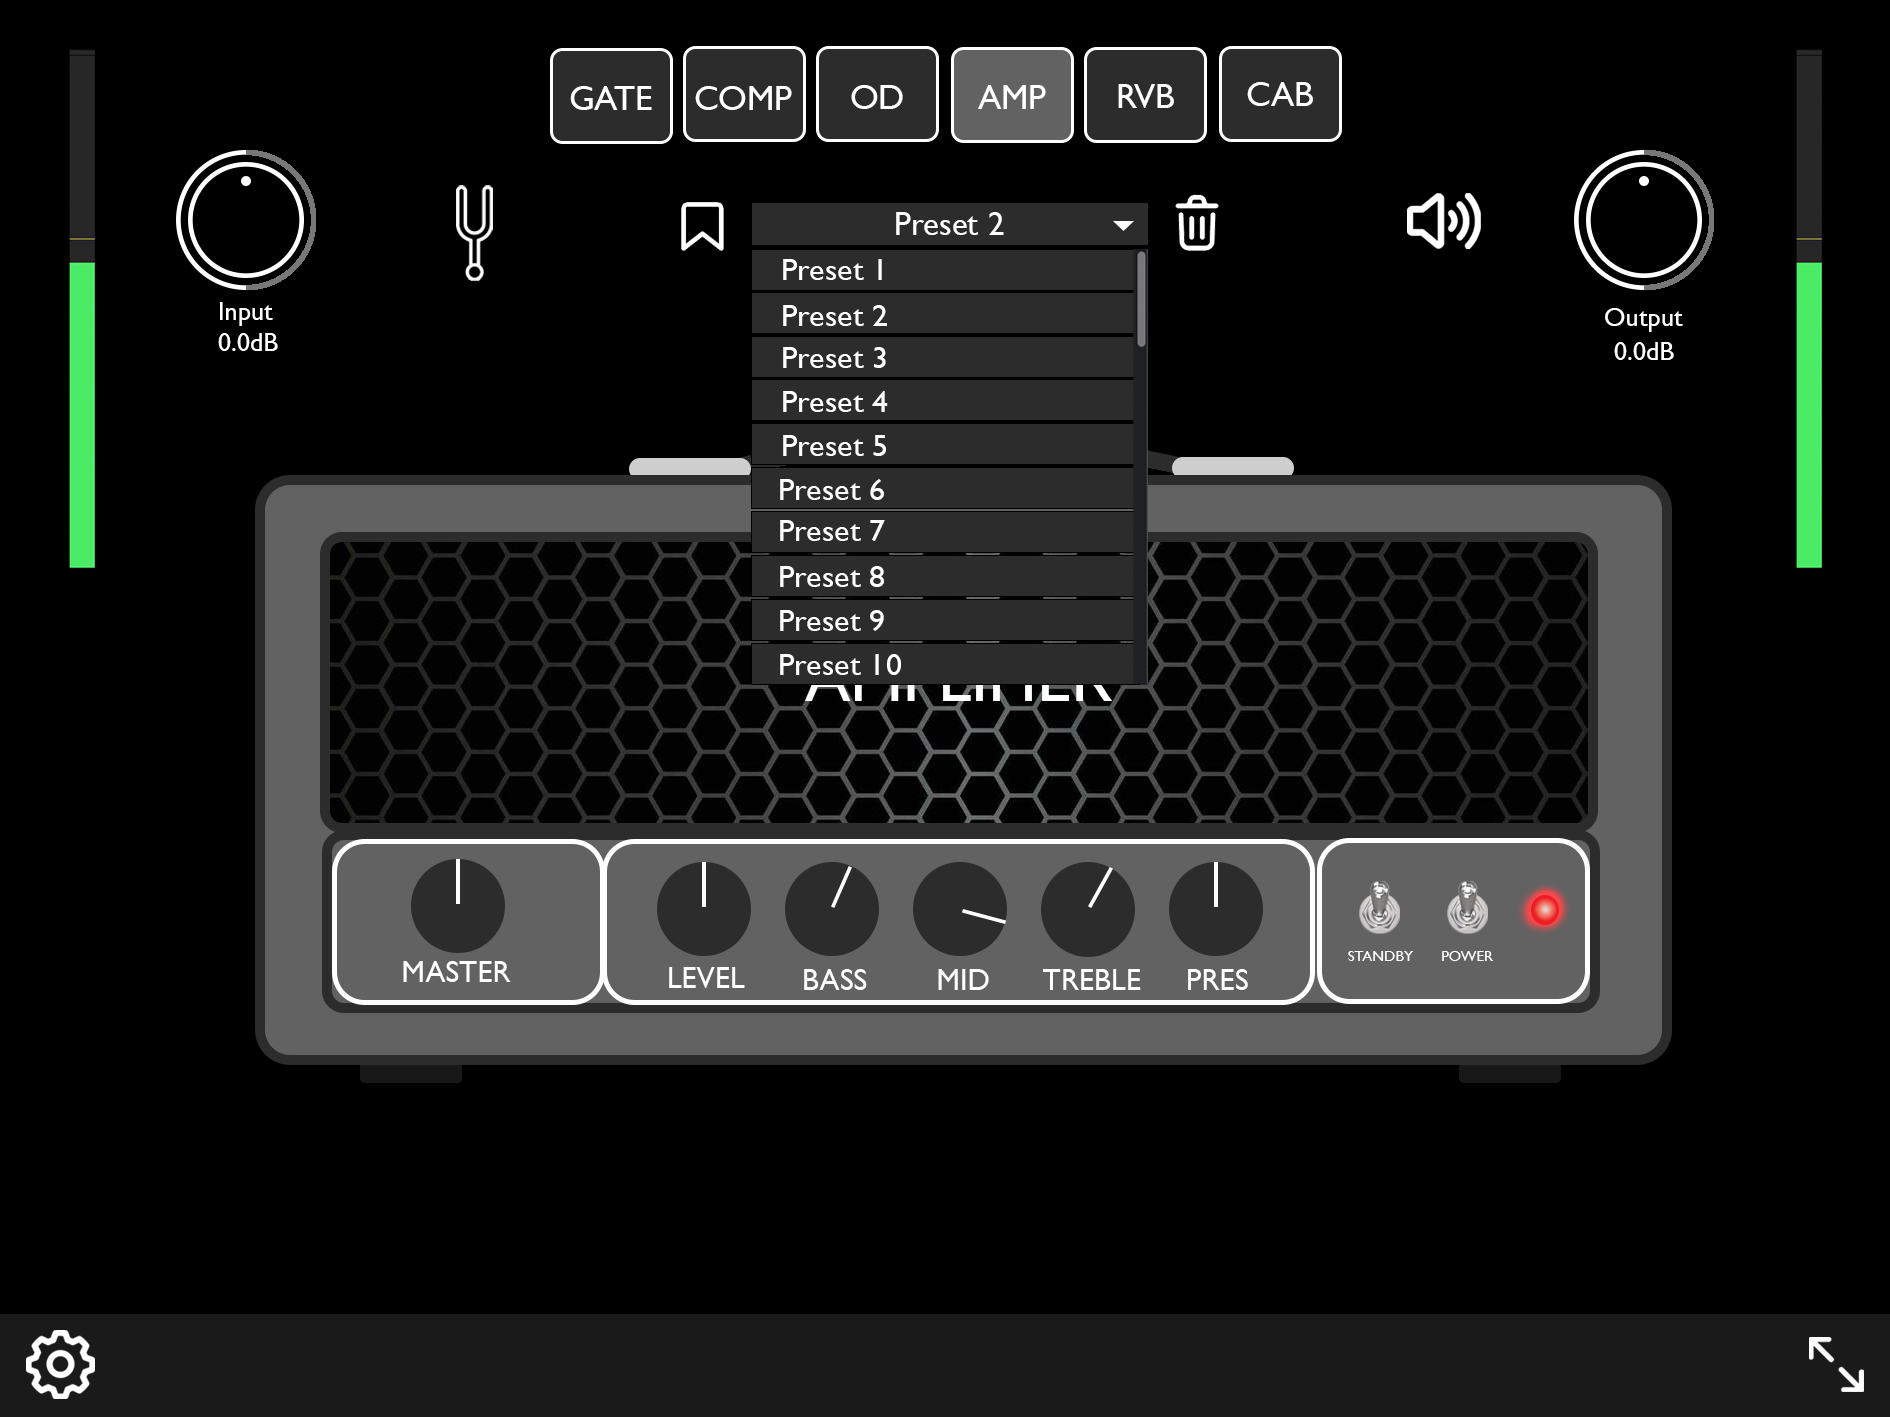 GATE
COMP
OD
AMP
RVB
CAB
Preset 2
Input
0.0dB
Output
0.0dB
Preset 1
Preset 2
Preset 3
Preset 4
Preset 5
Preset 6
Preset 7
Preset 8
Preset 9
Preset 10
AMPLIFIER
MASTER
LEVEL
BASS
MID
TREBLE
PRES
STANDBY
POWER